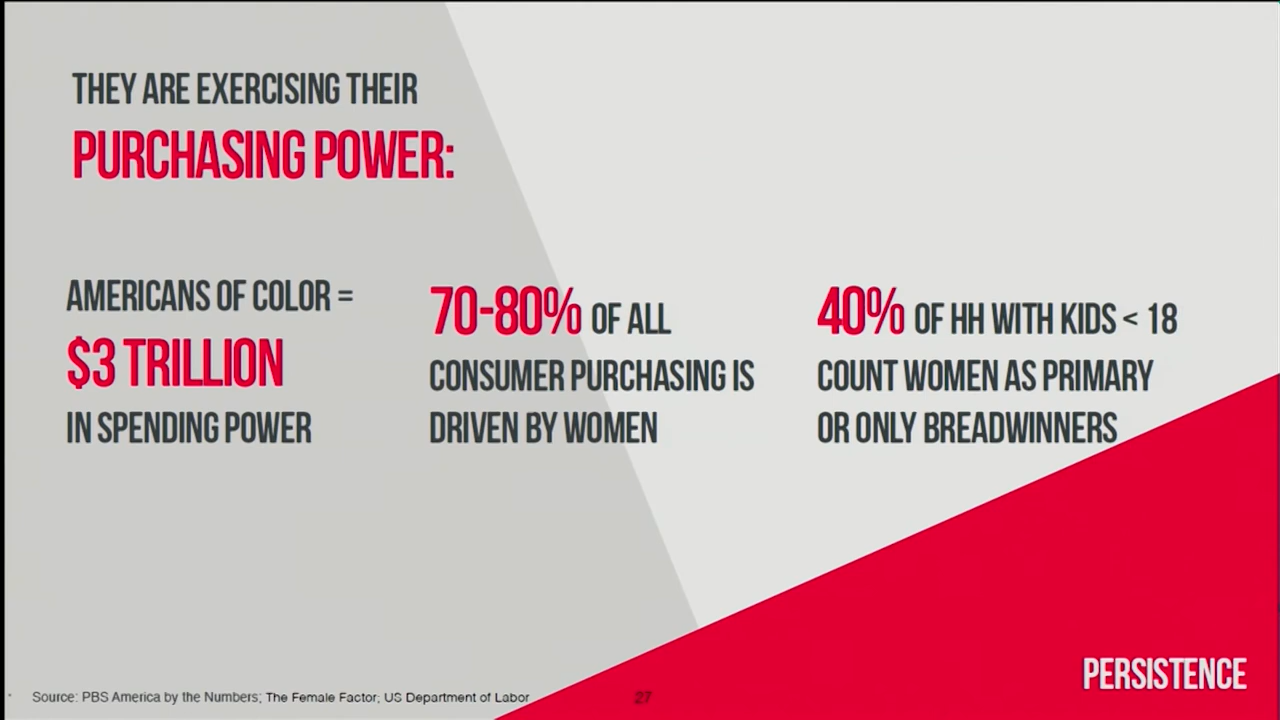 THEY ARE EXERCISING THEIR
PURCHASING POWER:
AMERICANS OF COLOR =
$3 TRILLION
IN SPENDING POWER
70-80% OF ALL
CONSUMER PURCHASING IS
DRIVEN BY WOMEN
40% OF HH WITH KIDS < 18
COUNT WOMEN AS PRIMARY
OR ONLY BREADWINNERS
PERSISTENCE
Source: PBS America by the Numbers; The Female Factor; US Department of Labor
27